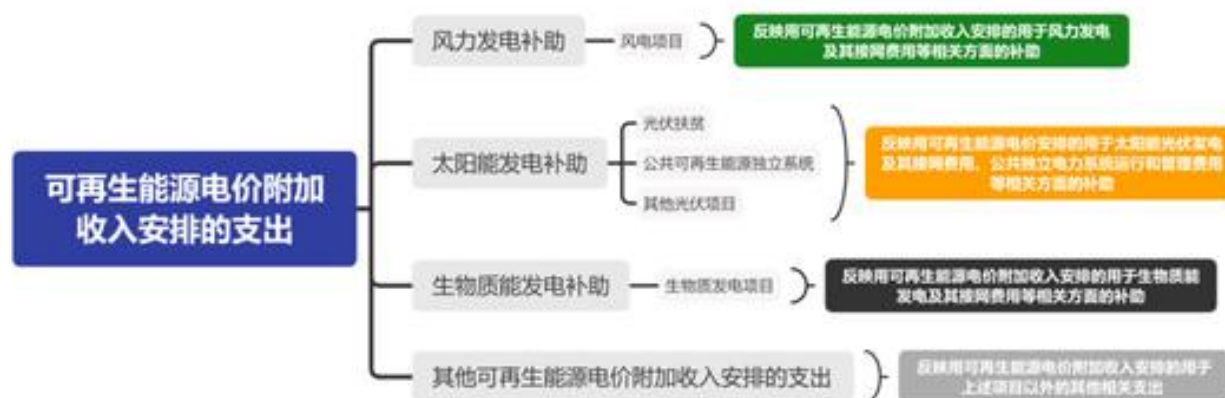 可再生能源电价附加
收入安排的支出
风力发电补助
风电项目
反映用可再生能源电价附加收入安排的用于风力发电
及其接网费用等相关方面的补助
太阳能发电补助
光伏扶贫
公共可再生能源独立系统
其他光伏项目
反映用可再生能源电价安排的用于太阳能光伏发电
及其接网费用、公共独立电力系统运行和管理费用
等相关方面的补助
生物质能发电补助
生物质发电项目
反映用可再生能源电价附加收入安排的用于生物质能
发电及其接网费用等相关方面的补助
其他可再生能源电价附加收入安排的支出
反映用可再生能源电价附加收入安排的用于
上述项目以外的其他相关支出